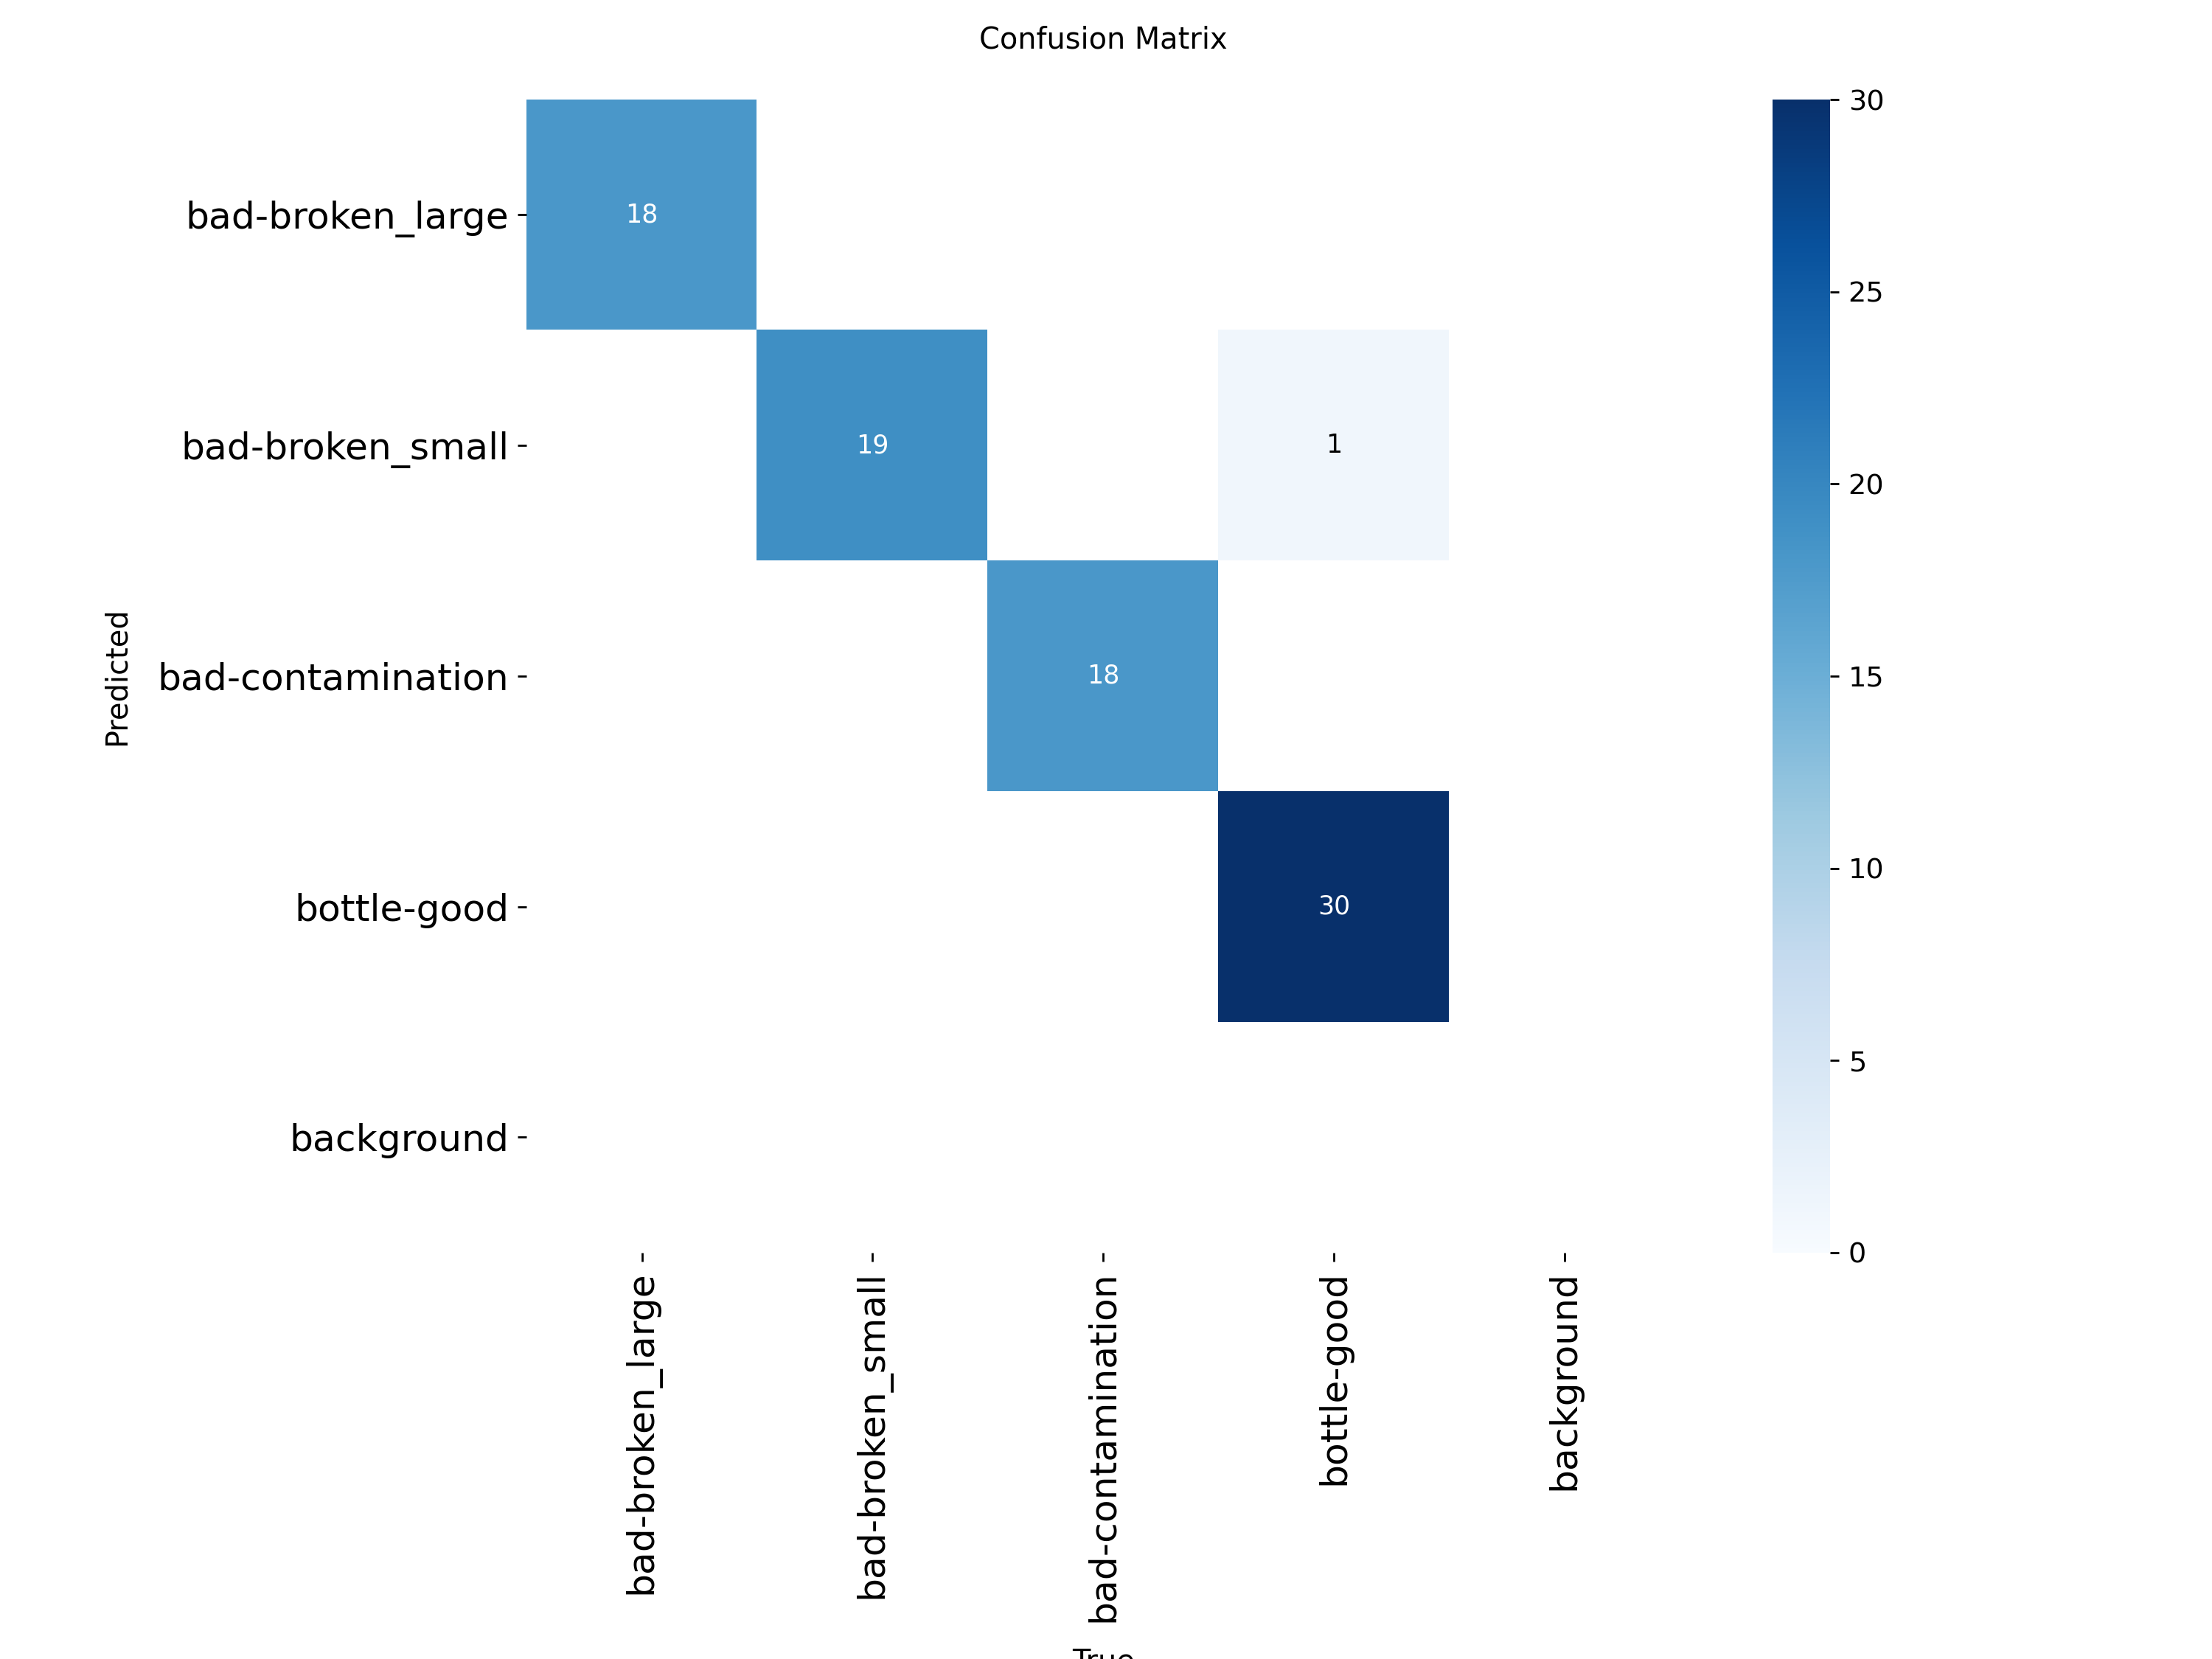 Confusion Matrix
30
bad-broken_large
18
25
bad-broken_small
19
1
20
Predicted
bad-contamination
18
15
bottle-good
30
10
background
5
0
bad-broken_large
bad-broken_small
bad-contamination
bottle-good
background
True